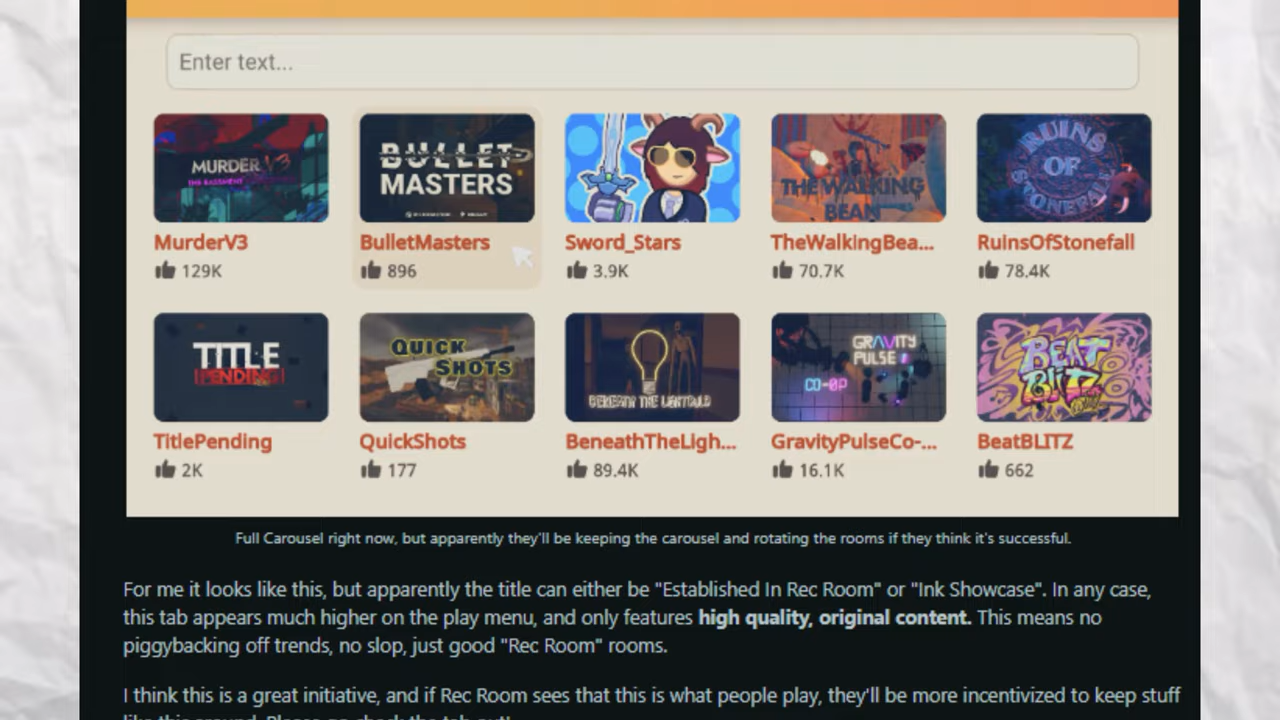 Enter text...
MURDER V3
THE BASEMENT
BULLET
MASTERS
THE WALKING
BEAN
RUINS
OF
STONEFALL
MurderV3
BulletMasters
Sword_Stars
TheWalkingBea...
RuinsOfStonefall
129K
896
3.9K
70.7K
78.4K
TITLE
PENDING
QUICK
SHOTS
GRAVITY
PULSE
CO-OP
BEAT
BLITZ
TitlePending
QuickShots
BeneathTheLigh...
GravityPulseCo-...
BeatBLITZ
2K
177
89.4K
16.1K
662
Full Carousel right now, but apparently they'll be keeping the carousel and rotating the rooms if they think it's successful.
For me it looks like this, but apparently the title can either be "Established In Rec Room" or "Ink Showcase". In any case,
this tab appears much higher on the play menu, and only features high quality, original content. This means no
piggybacking off trends, no slop, just good "Rec Room" rooms.
I think this is a great initiative, and if Rec Room sees that this is what people play, they'll be more incentivized to keep stuff